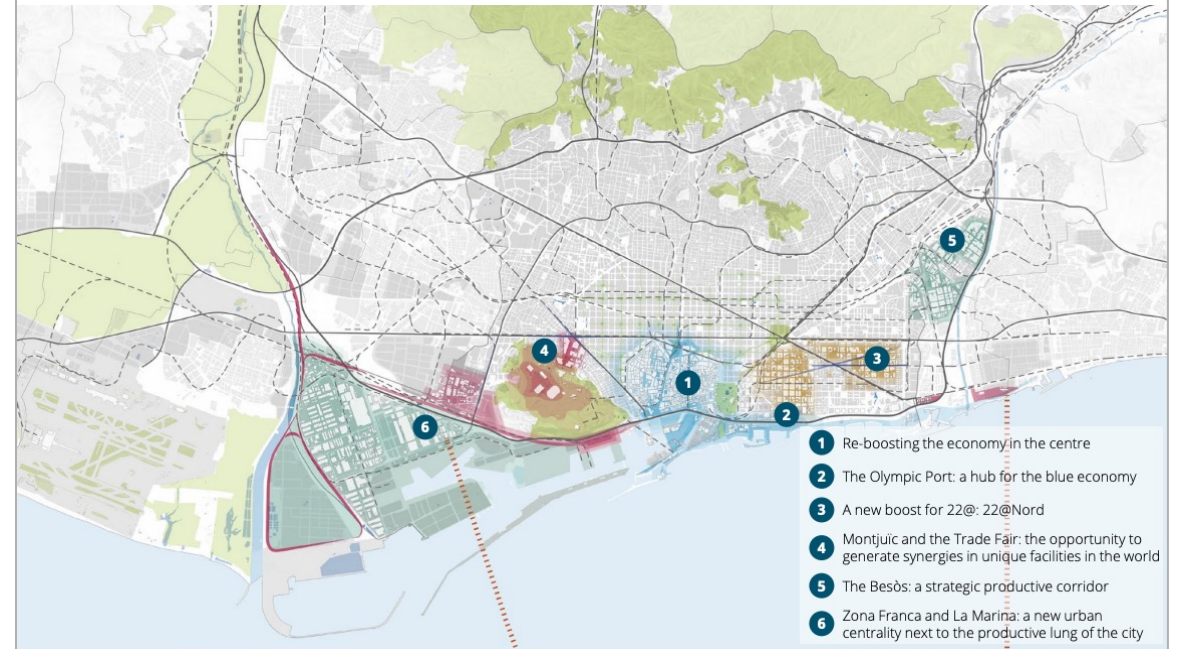 5
4
3
1
2
6
1 Re-boosting the economy in the centre
2 The Olympic Port: a hub for the blue economy
3 A new boost for 22@: 22@Nord
4 Montjuïc and the Trade Fair: the opportunity to
generate synergies in unique facilities in the world
5 The Besòs: a strategic productive corridor
6 Zona Franca and La Marina: a new urban
centrality next to the productive lung of the city